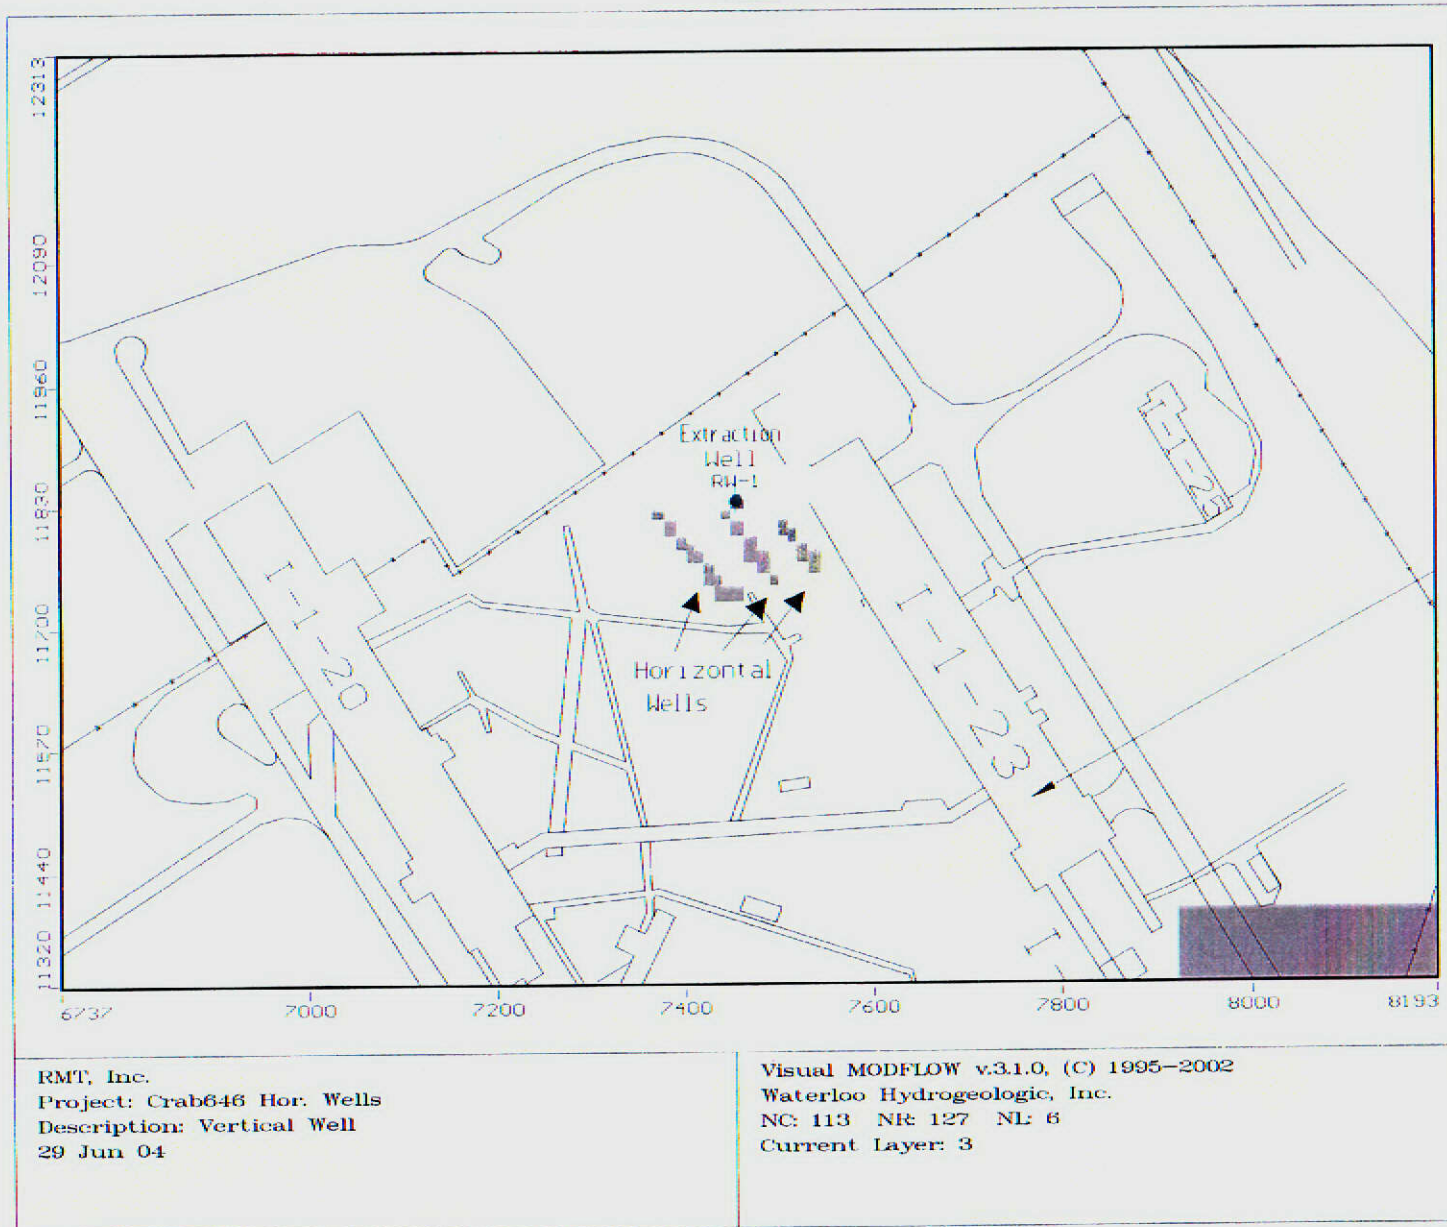 12313
12090
11960
11830
11700
11570
11440
11320
Extraction
Well
RW-1
I-1-25
I-1-20
I-1-23
Horizontal
Wells
I-
6737
7000
7200
7400
7600
7800
8000
8193
RMT, Inc.
Project: Crab646 Hor. Wells
Description: Vertical Well
29 Jun 04
Visual MODFLOW v.3.1.0, (C) 1995-2002
Waterloo Hydrogeologic, Inc.
NC: 113 NR: 127 NL: 6
Current Layer: 3